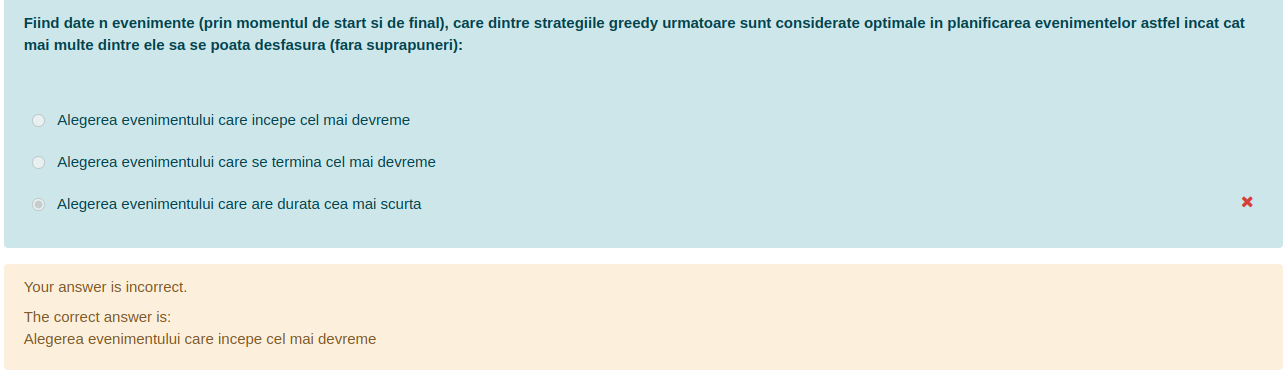 Fiind date n evenimente (prin momentul de start si de final), care dintre strategiile greedy urmatoare sunt considerate optimale in planificarea evenimentelor astfel incat cat
mai multe dintre ele sa se poata desfasura (fara suprapuneri):
Alegerea evenimentului care incepe cel mai devreme
Alegerea evenimentului care se termina cel mai devreme
Alegerea evenimentului care are durata cea mai scurta
Your answer is incorrect.
The correct answer is:
Alegerea evenimentului care incepe cel mai devreme